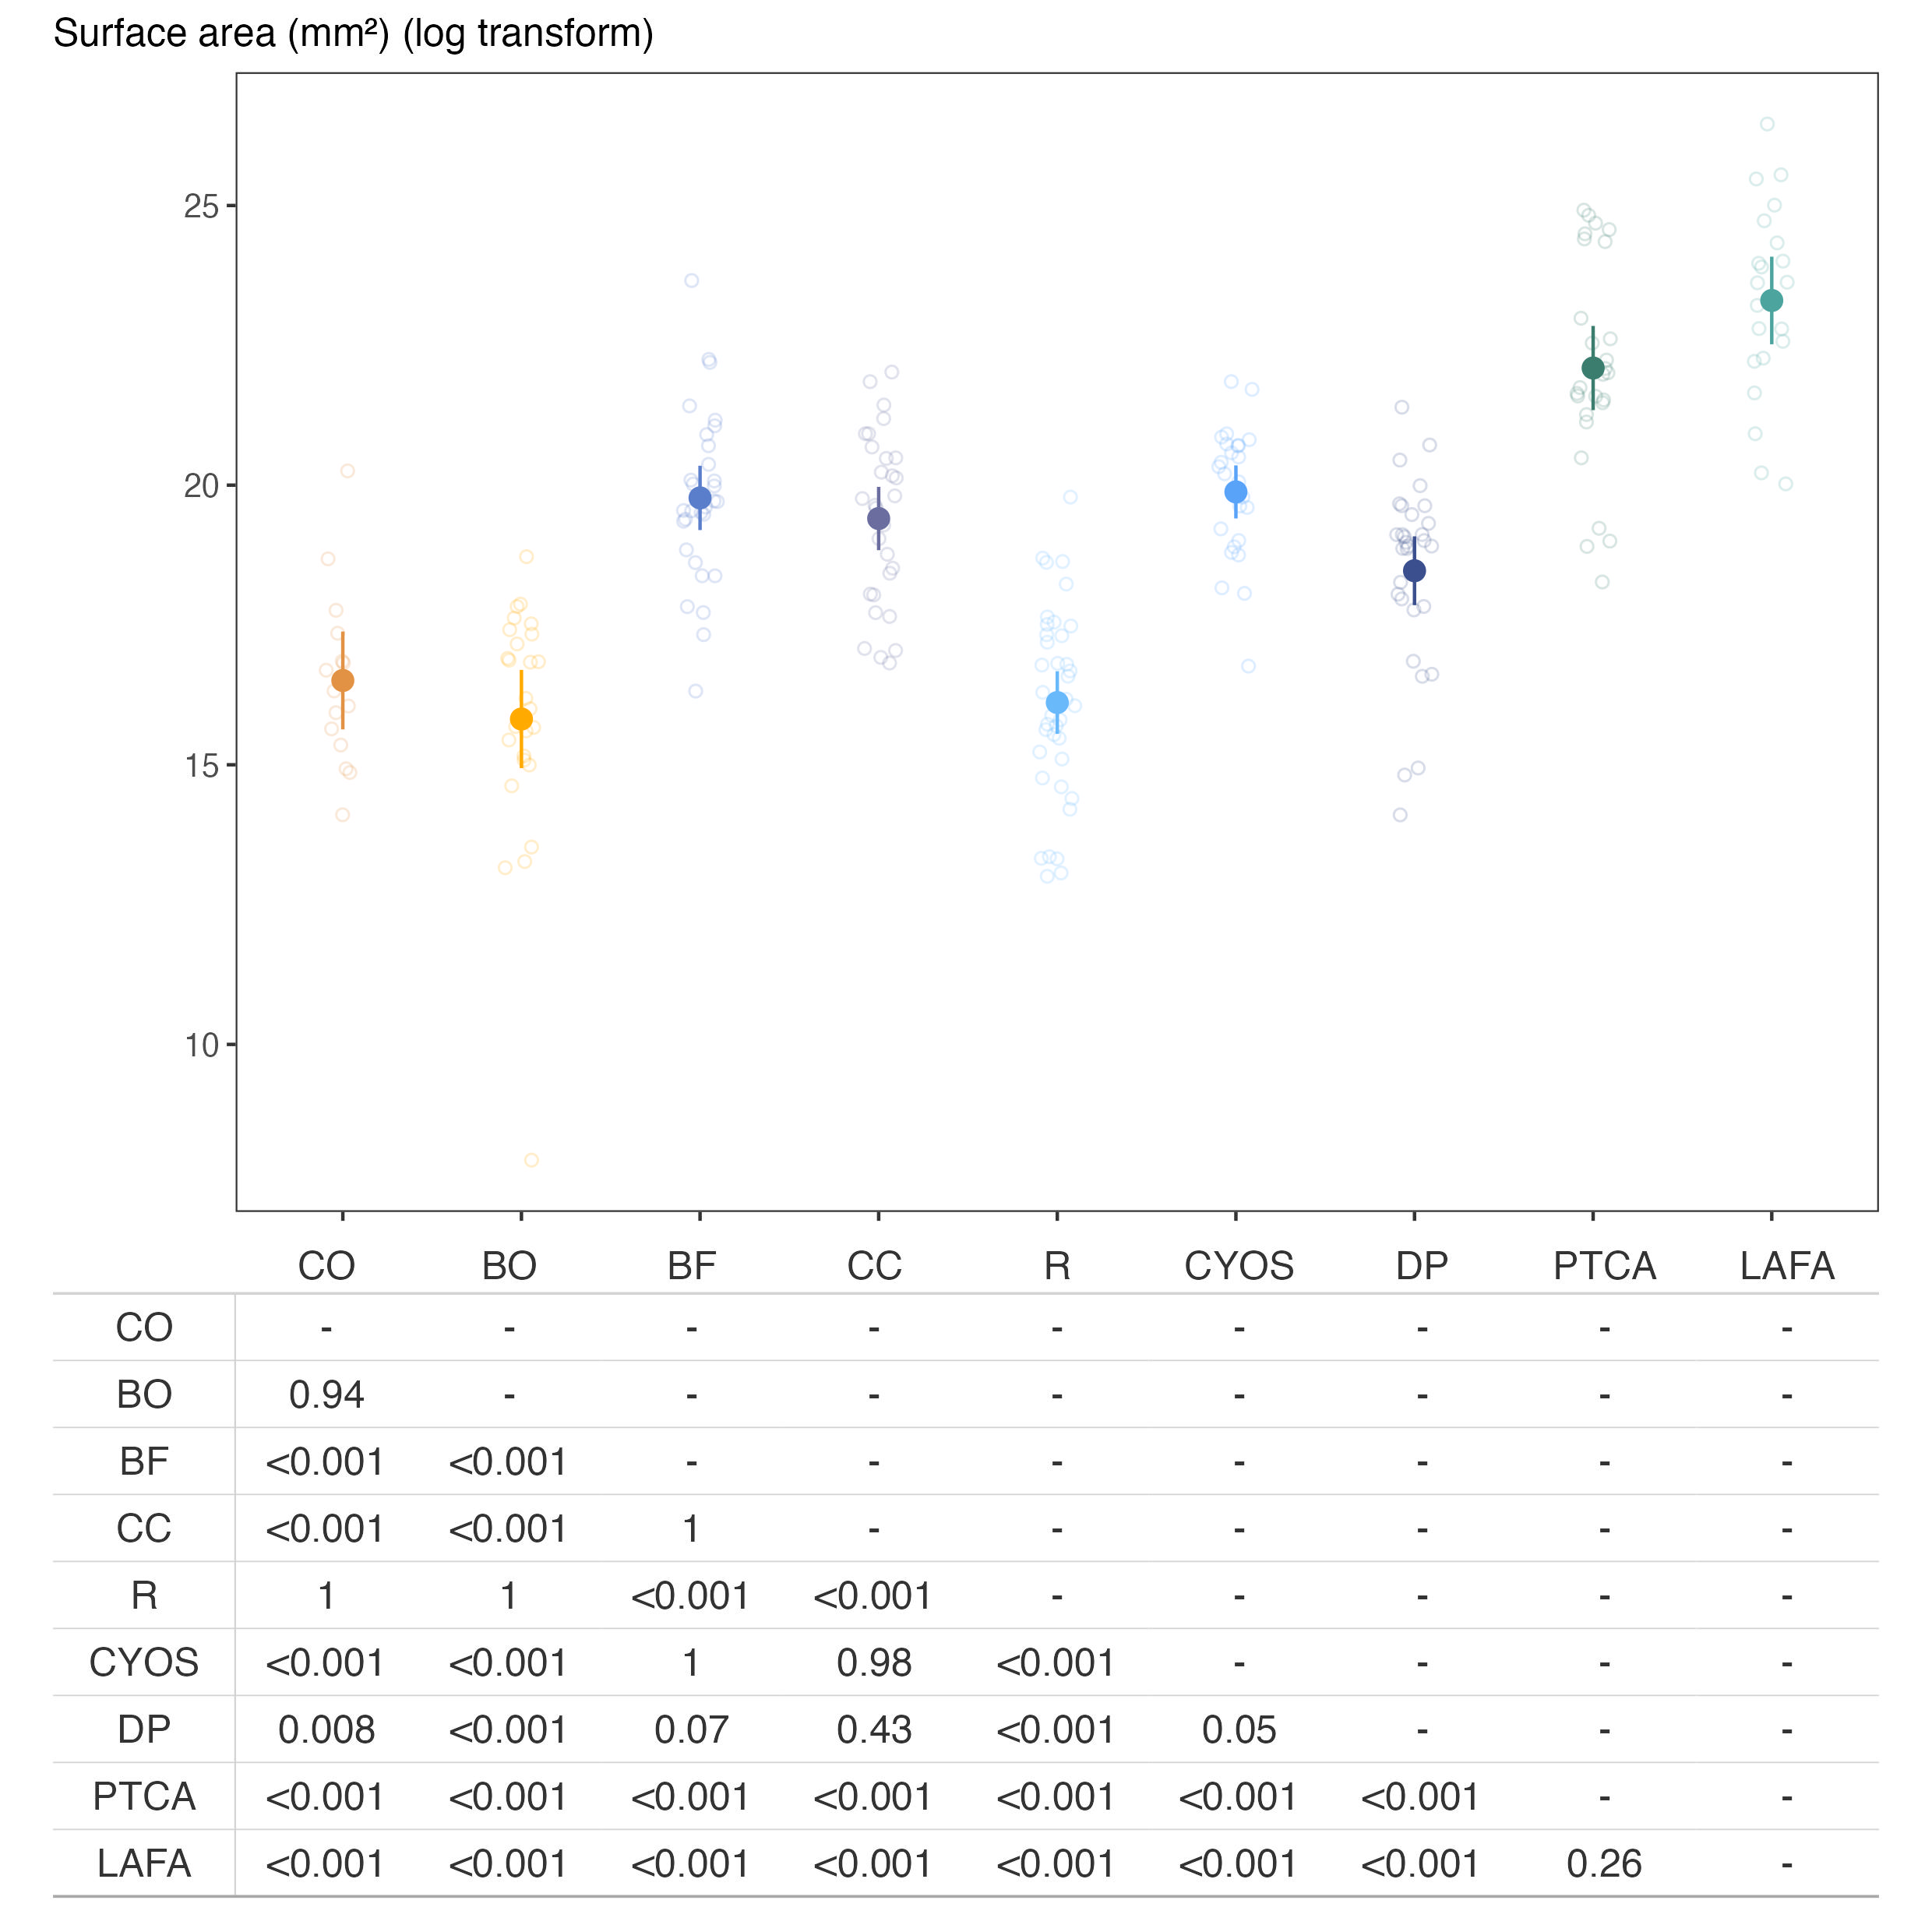 Surface area (mm²) (log transform)
25
20
15
10
CO BO BF CC R CYOS DP PTCA LAFA
CO - - - - - - - - -
BO 0.94 - - - - - - - -
BF <0.001 <0.001 - - - - - - -
CC <0.001 <0.001 1 - - - - - -
R 1 1 <0.001 <0.001 - - - - -
CYOS <0.001 <0.001 1 0.98 <0.001 - - - -
DP 0.008 <0.001 0.07 0.43 <0.001 0.05 - - -
PTCA <0.001 <0.001 <0.001 <0.001 <0.001 <0.001 <0.001 - -
LAFA <0.001 <0.001 <0.001 <0.001 <0.001 <0.001 <0.001 0.26 -